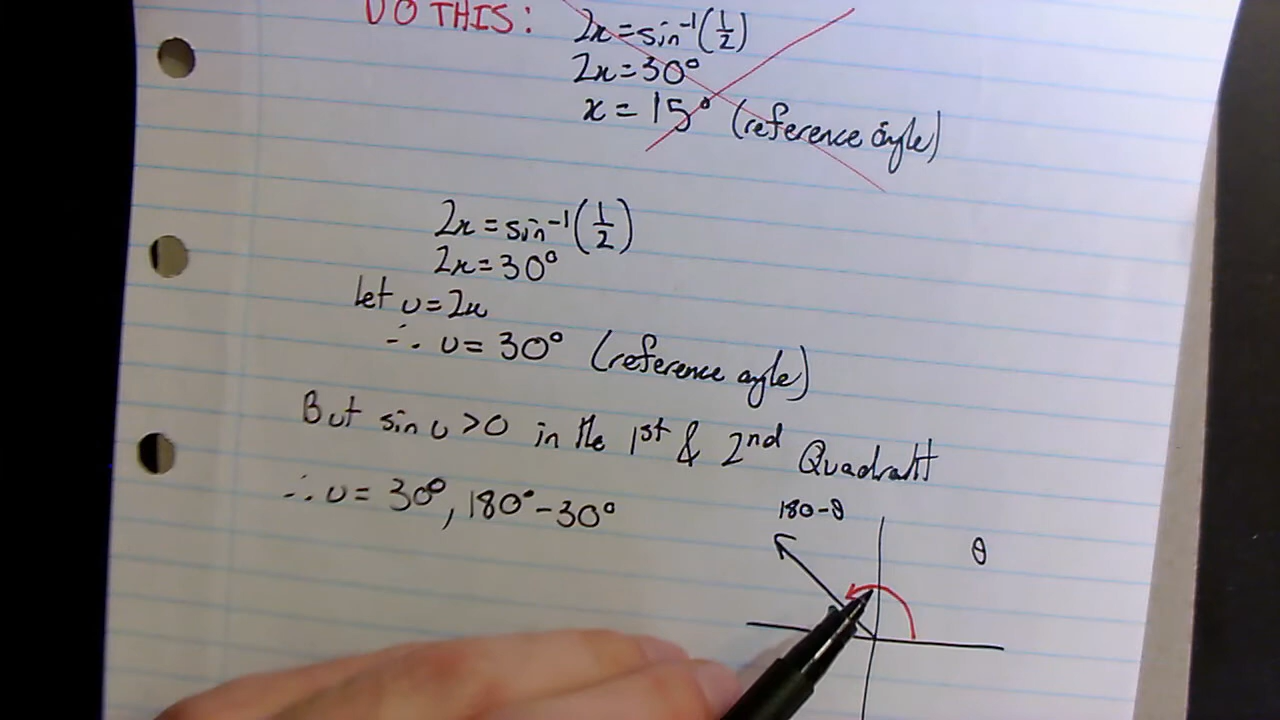 DO THIS: 2x = sin⁻¹(1/2)
2x = 30°
x = 15° (reference angle)
2x = sin⁻¹(1/2)
2x = 30°
let u = 2x
∴ u = 30° (reference angle)
But sin u > 0 in the 1st & 2nd Quadrant
∴ u = 30°, 180° - 30°
180 - θ
θ